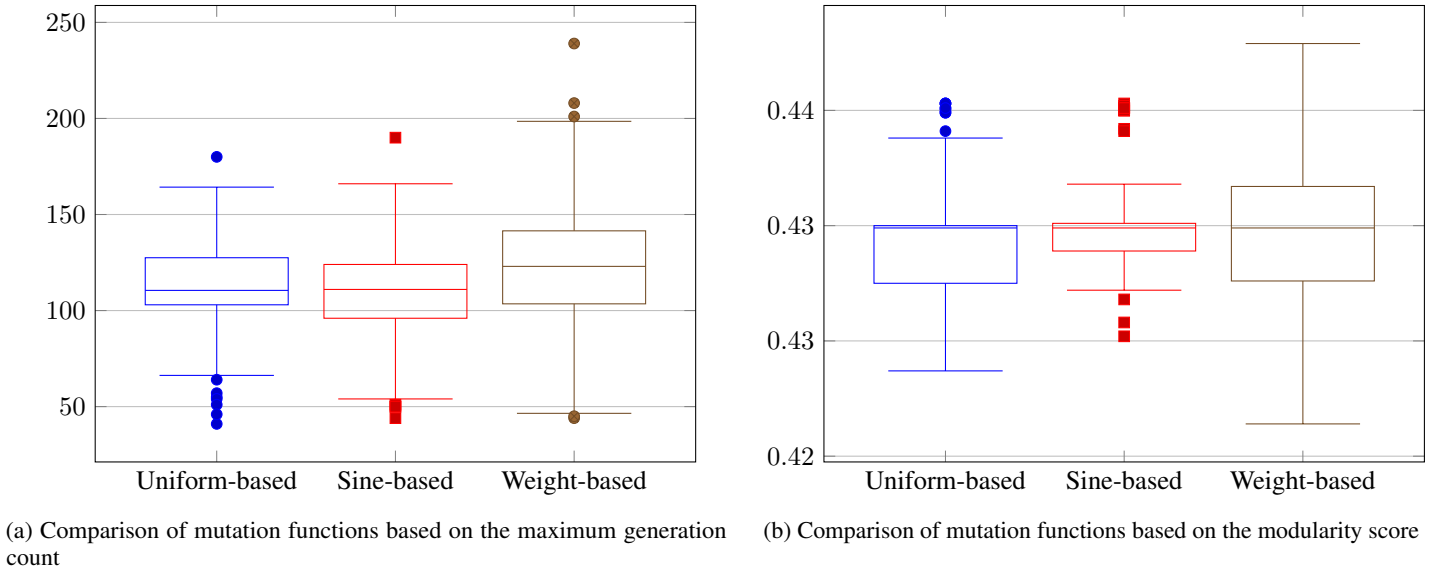 250
200
150
100
50
Uniform-based Sine-based Weight-based
(a) Comparison of mutation functions based on the maximum generation
count
0.44
0.43
0.43
0.42
Uniform-based Sine-based Weight-based
(b) Comparison of mutation functions based on the modularity score